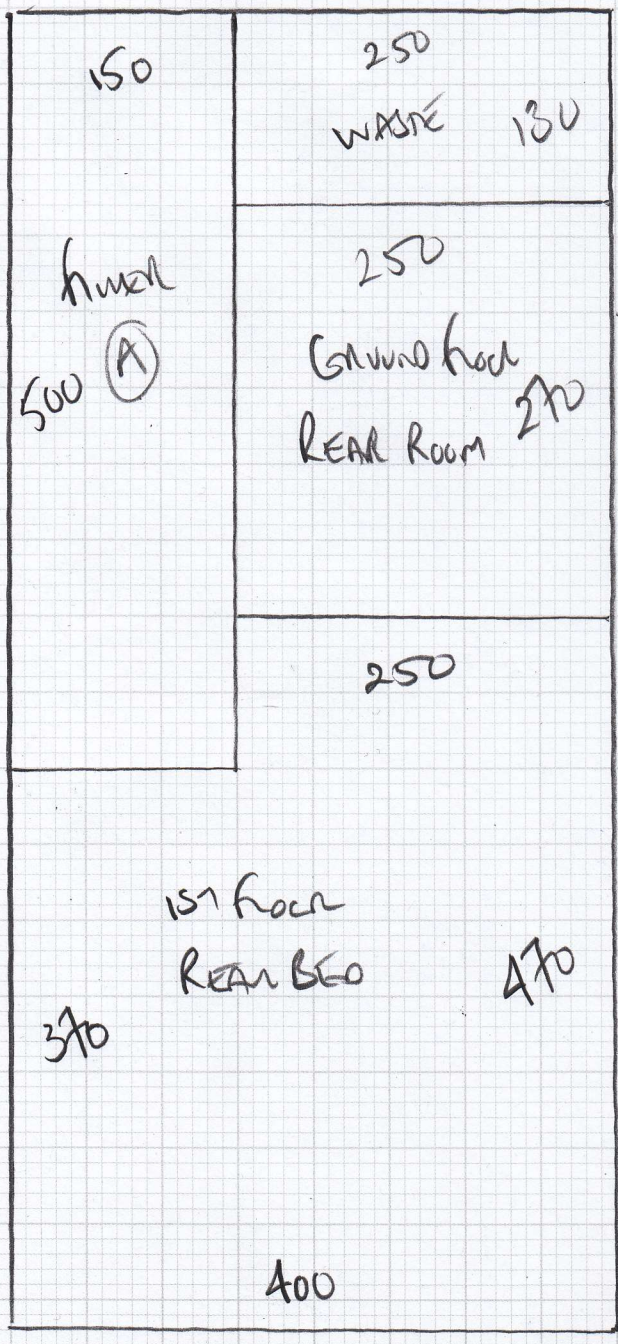 150
250
WASTE 130
250
GROUND floor
REAR ROOM 270
500 A
250
1ST floor
REAR BED
470
370
400